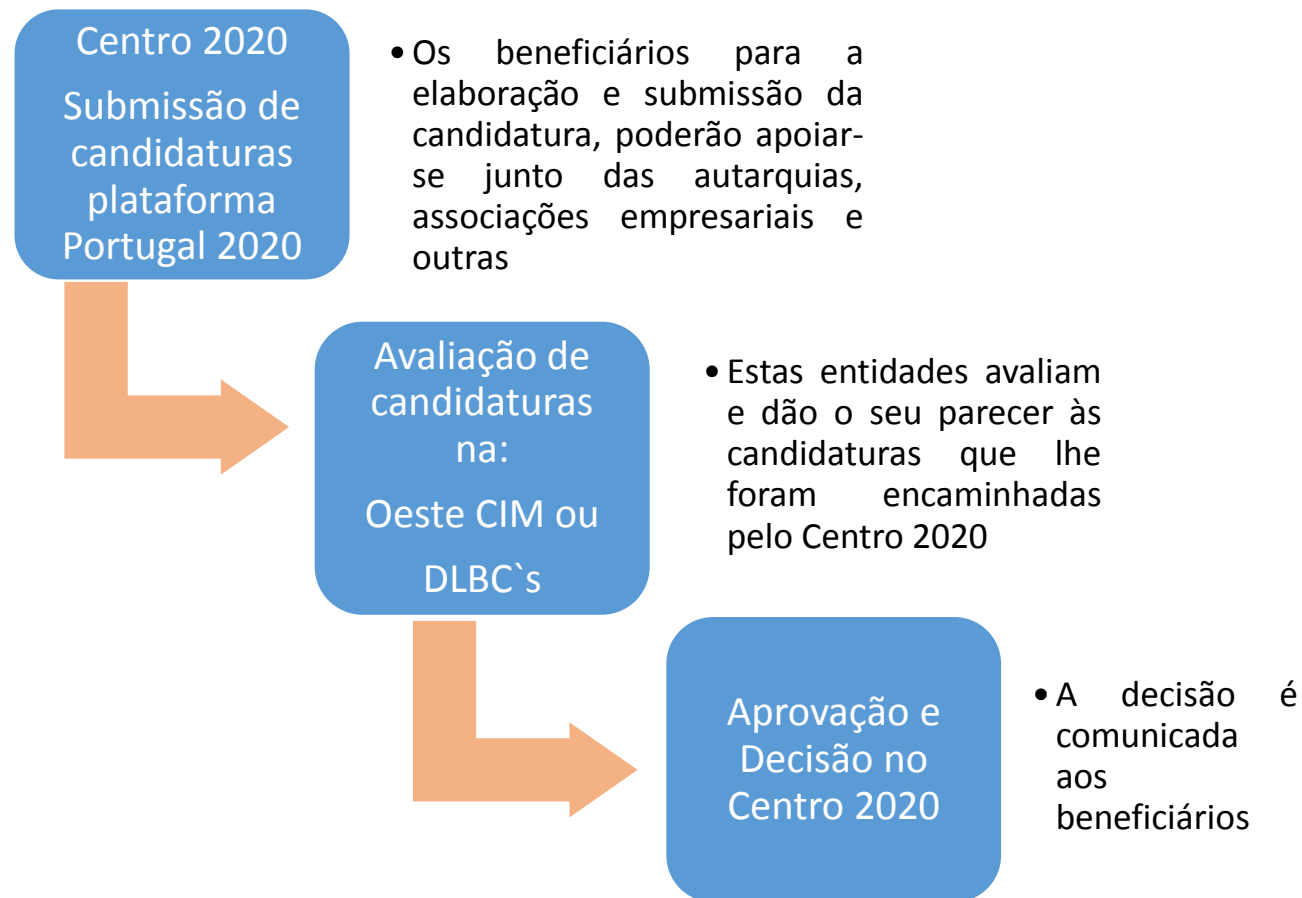 Centro 2020
Submissão de
candidaturas
plataforma
Portugal 2020
• Os beneficiários para a
elaboração e submissão da
candidatura, poderão apoiar-
se junto das autarquias,
associações empresariais e
outras
Avaliação de
candidaturas
na:
Oeste CIM ou
DLBC`s
• Estas entidades avaliam
e dão o seu parecer às
candidaturas que lhe
foram encaminhadas
pelo Centro 2020
Aprovação e
Decisão no
Centro 2020
• A decisão é
comunicada
aos
beneficiários